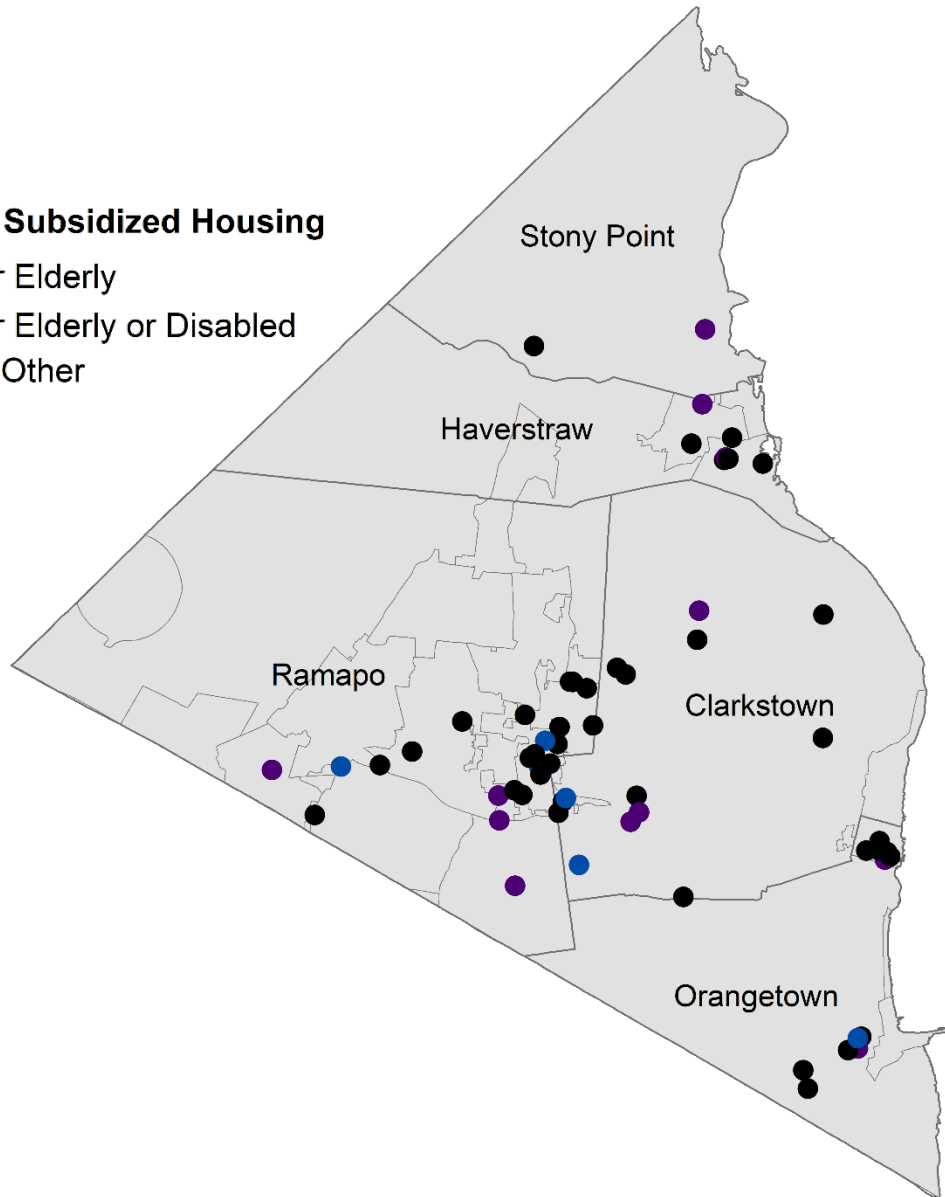 Subsidized Housing
r Elderly
r Elderly or Disabled
Other
Stony Point
Haverstraw
Ramapo
Clarkstown
Orangetown